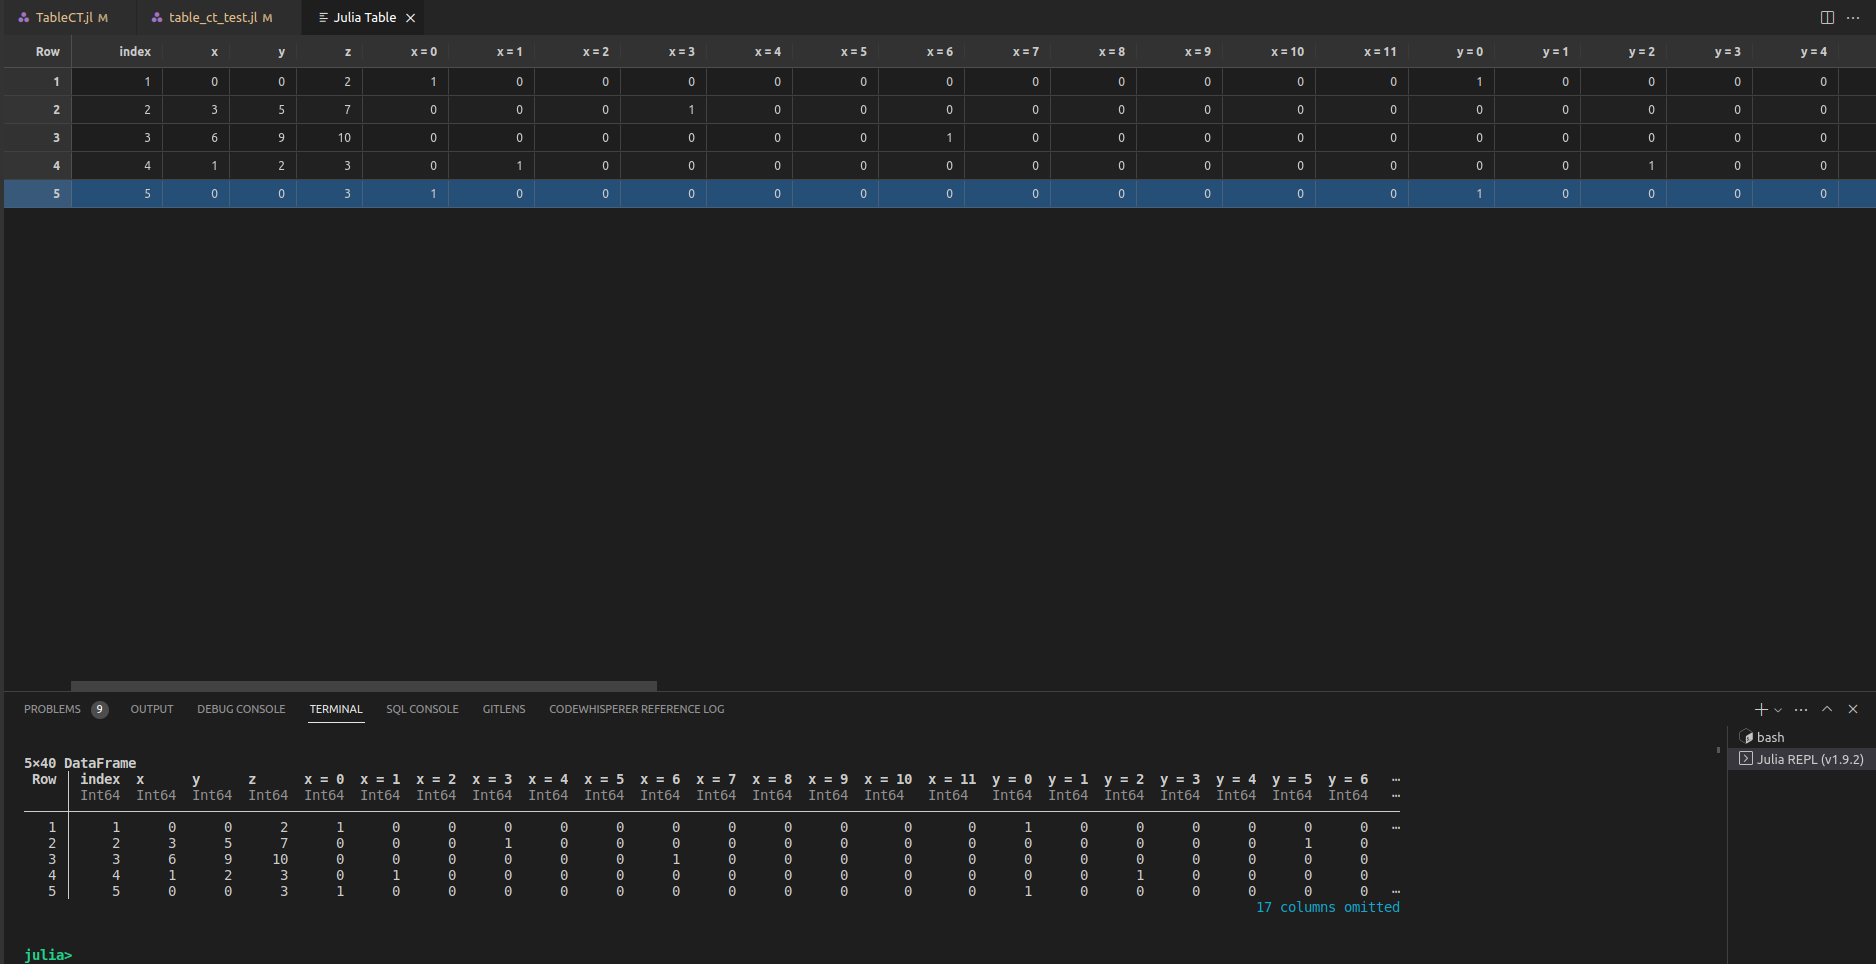 TableCT.jl M table_ct_test.jl M Julia Table
Row index x y z x = 0 x = 1 x = 2 x = 3 x = 4 x = 5 x = 6 x = 7 x = 8 x = 9 x = 10 x = 11 y = 0 y = 1 y = 2 y = 3 y = 4
1 1 0 0 2 1 0 0 0 0 0 0 0 0 0 0 0 1 0 0 0 0
2 2 3 5 7 0 0 0 1 0 0 0 0 0 0 0 0 0 0 0 0 0
3 3 6 9 10 0 0 0 0 0 0 1 0 0 0 0 0 0 0 0 0 0
4 4 1 2 3 0 1 0 0 0 0 0 0 0 0 0 0 0 0 1 0 0
5 5 0 0 3 1 0 0 0 0 0 0 0 0 0 0 0 1 0 0 0 0
PROBLEMS 9 OUTPUT DEBUG CONSOLE TERMINAL SQL CONSOLE GITLENS CODEWHISPERER REFERENCE LOG
bash
Julia REPL (v1.9.2)
5×40 DataFrame
Row index x y z x = 0 x = 1 x = 2 x = 3 x = 4 x = 5 x = 6 x = 7 x = 8 x = 9 x = 10 x = 11 y = 0 y = 1 y = 2 y = 3 y = 4 y = 5 y = 6 ⋯
Int64 Int64 Int64 Int64 Int64 Int64 Int64 Int64 Int64 Int64 Int64 Int64 Int64 Int64 Int64 Int64 Int64 Int64 Int64 Int64 Int64 Int64 Int64 ⋯
1 1 0 0 2 1 0 0 0 0 0 0 0 0 0 0 0 1 0 0 0 0 0 0 ⋯
2 2 3 5 7 0 0 0 1 0 0 0 0 0 0 0 0 0 0 0 0 0 1 0
3 3 6 9 10 0 0 0 0 0 0 1 0 0 0 0 0 0 0 0 0 0 0 0
4 4 1 2 3 0 1 0 0 0 0 0 0 0 0 0 0 0 0 1 0 0 0 0
5 5 0 0 3 1 0 0 0 0 0 0 0 0 0 0 0 1 0 0 0 0 0 0 ⋯
17 columns omitted
julia>